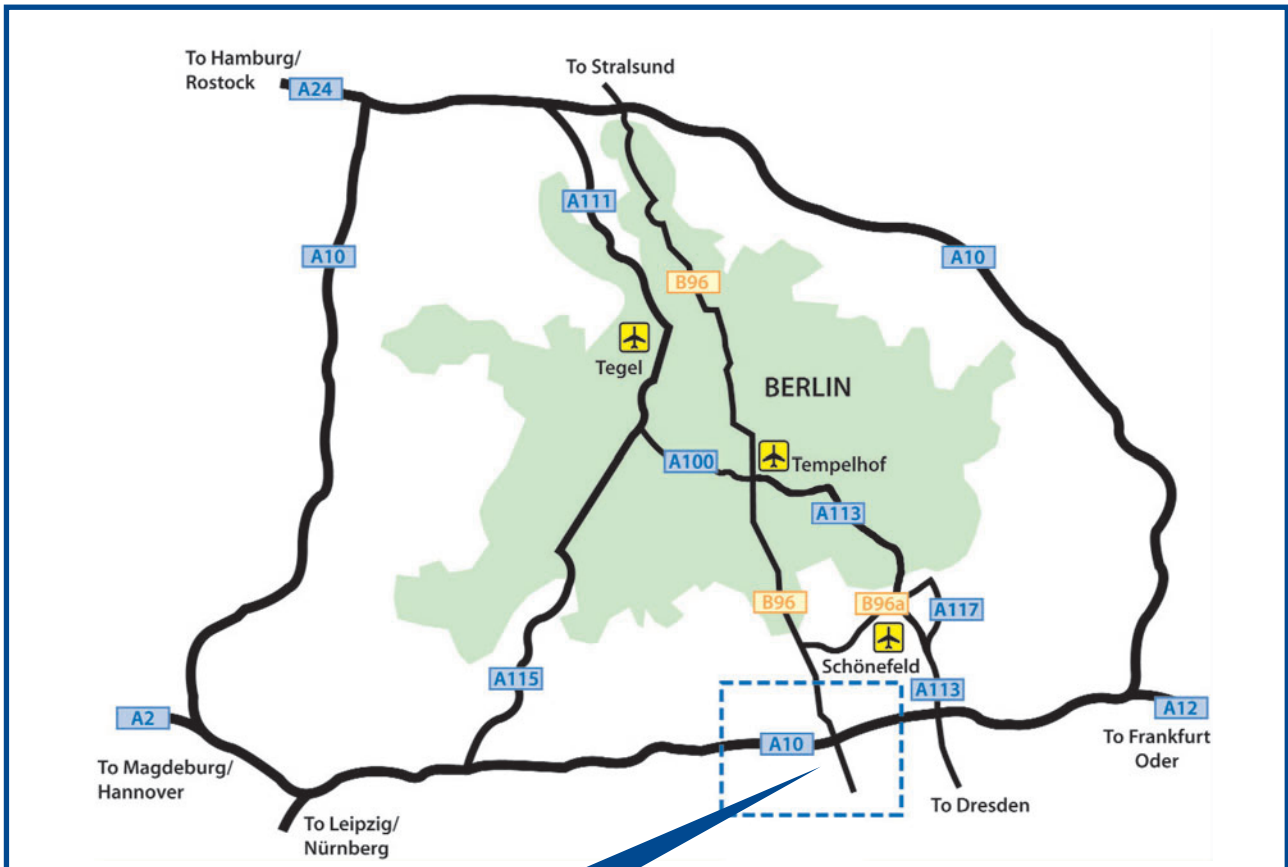 To Hamburg/
Rostock
A24
To Stralsund
A111
A10
A10
B96
Tegel
BERLIN
A100
Tempelhof
A113
B96
B96a
A117
Schönefeld
A115
A113
A2
A12
A10
To Frankfurt
Oder
To Magdeburg/
Hannover
To Dresden
To Leipzig/
Nürnberg